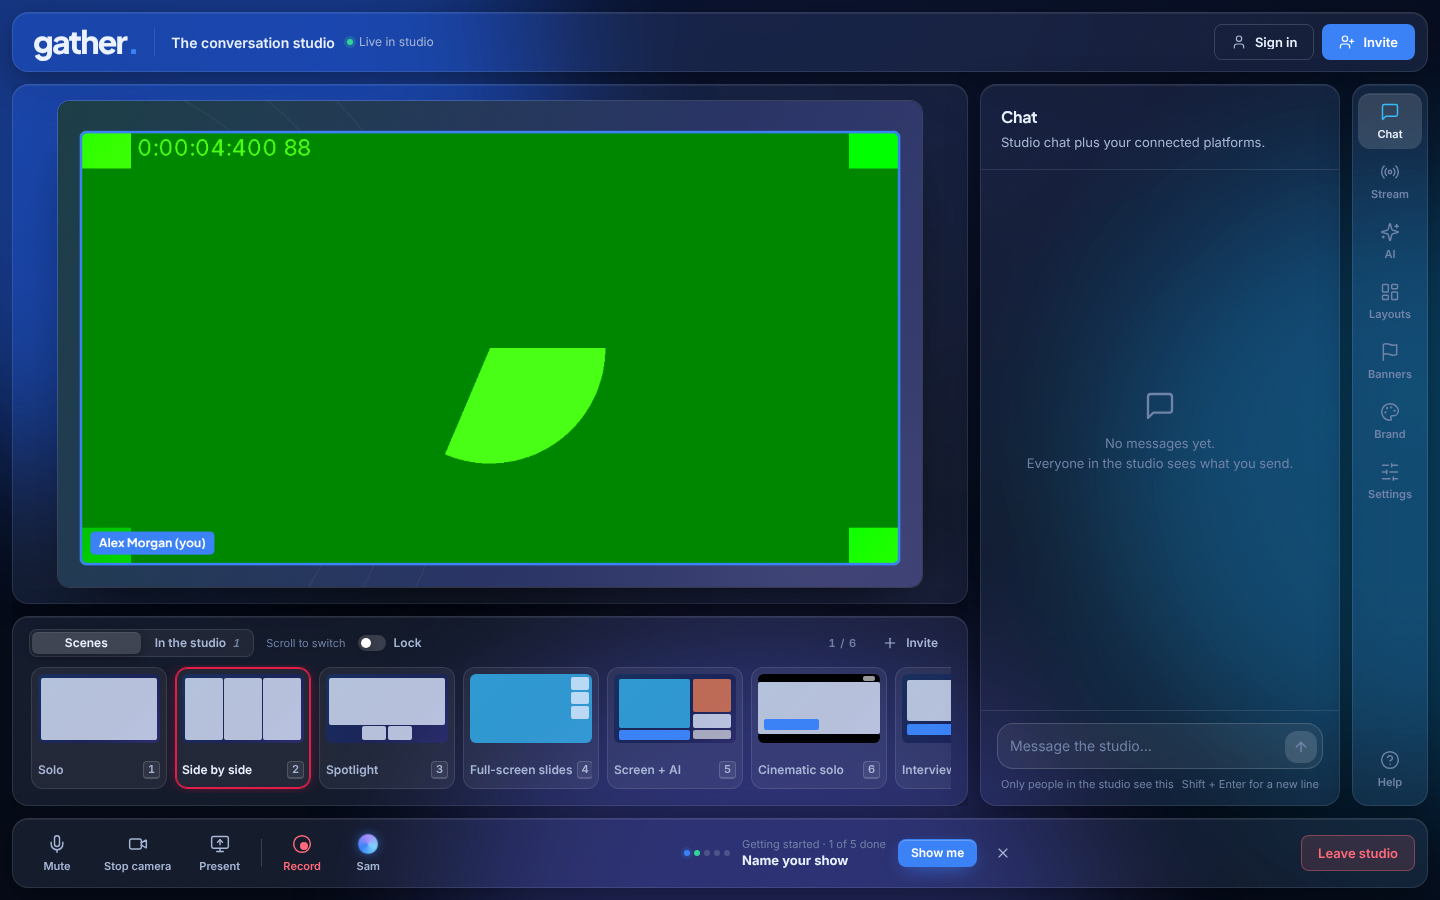 gather.
The conversation studio
Live in studio
Sign in
Invite
0:00:04:400 88
Alex Morgan (you)
Chat
Studio chat plus your connected platforms.
No messages yet.
Everyone in the studio sees what you send.
Message the studio...
Only people in the studio see this
Shift + Enter for a new line
Chat
Stream
AI
Layouts
Banners
Brand
Settings
Help
Scenes
In the studio 1
Scroll to switch
Lock
1 / 6
Invite
Solo 1
Side by side 2
Spotlight 3
Full-screen slides 4
Screen + AI 5
Cinematic solo 6
Interview
Mute
Stop camera
Present
Record
Sam
Getting started · 1 of 5 done
Name your show
Show me
Leave studio